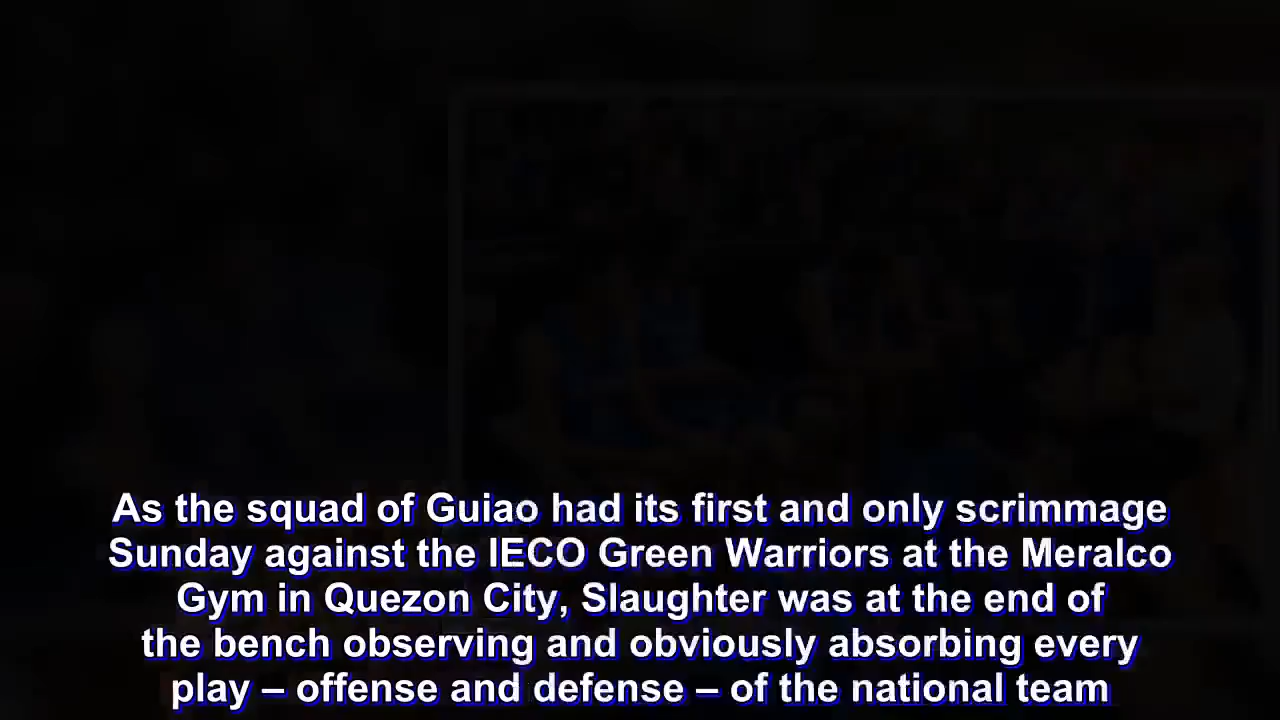 As the squad of Guiao had its first and only scrimmage
Sunday against the IECO Green Warriors at the Meralco
Gym in Quezon City, Slaughter was at the end of
the bench observing and obviously absorbing every
play – offense and defense – of the national team